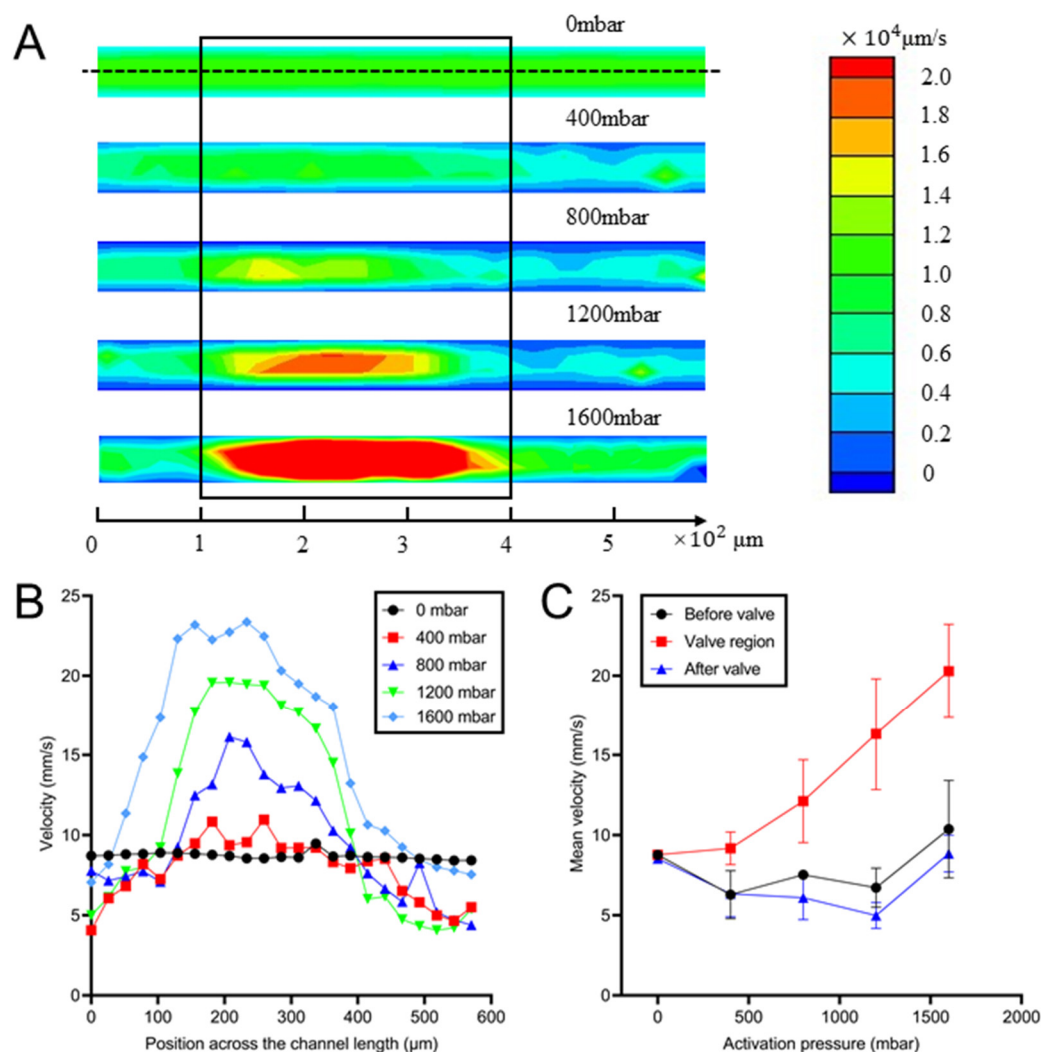 A
0mbar
400mbar
800mbar
1200mbar
1600mbar
0 1 2 3 4 5 ×10² µm
× 10⁴µm/s
2.0
1.8
1.6
1.4
1.2
1.0
0.8
0.6
0.4
0.2
0
B
25
20
15
10
5
0
Velocity (mm/s)
0 mbar
400 mbar
800 mbar
1200 mbar
1600 mbar
0 100 200 300 400 500 600
Position across the channel length (µm)
C
25
20
15
10
5
0
Mean velocity (mm/s)
Before valve
Valve region
After valve
0 500 1000 1500 2000
Activation pressure (mbar)